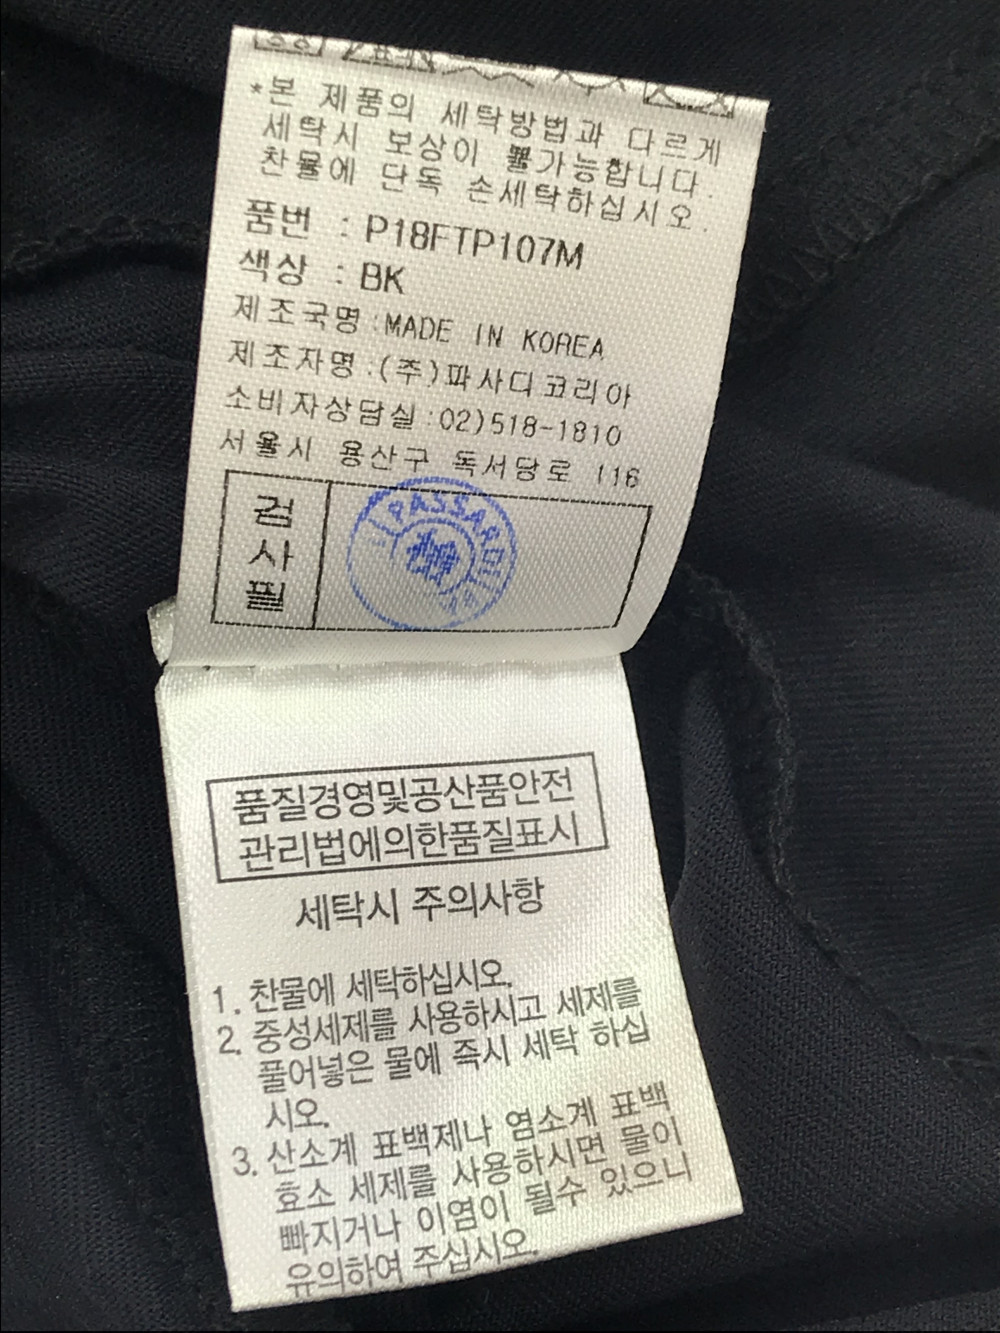 *본 제품의 세탁방법과 다르게
세탁시 보상이 불가능합니다.
찬물에 단독 손세탁하십시오.
품번 : P18FTP107M
색상 : BK
제조국명 : MADE IN KOREA
제조자명 : (주)파사디코리아
소비자상담실 : 02)518-1810
서울시 용산구 독서당로 116
검사필
PASSARDI
품질경영및공산품안전
관리법에의한품질표시
세탁시 주의사항
1. 찬물에 세탁하십시오.
2. 중성세제를 사용하시고 세제를
풀어넣은 물에 즉시 세탁 하십
시오.
3. 산소계 표백제나 염소계 표백
효소 세제를 사용하시면 물이
빠지거나 이염이 될수 있으니
유의하여 주십시오.